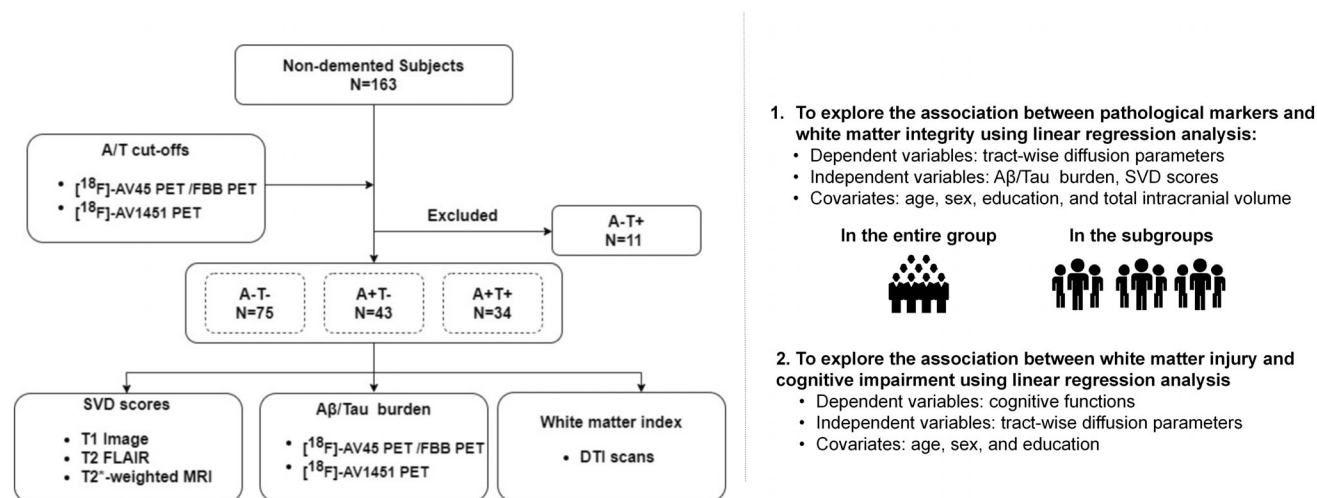 Non-demented Subjects
N=163
A/T cut-offs
• [¹⁸F]-AV45 PET /FBB PET
• [¹⁸F]-AV1451 PET
Excluded
A-T+
N=11
A-T-
N=75
A+T-
N=43
A+T+
N=34
SVD scores
• T1 Image
• T2 FLAIR
• T2*-weighted MRI
Aβ/Tau burden
• [¹⁸F]-AV45 PET /FBB PET
• [¹⁸F]-AV1451 PET
White matter index
• DTI scans
1. To explore the association between pathological markers and
white matter integrity using linear regression analysis:
• Dependent variables: tract-wise diffusion parameters
• Independent variables: Aβ/Tau burden, SVD scores
• Covariates: age, sex, education, and total intracranial volume
In the entire group
In the subgroups
2. To explore the association between white matter injury and
cognitive impairment using linear regression analysis
• Dependent variables: cognitive functions
• Independent variables: tract-wise diffusion parameters
• Covariates: age, sex, and education